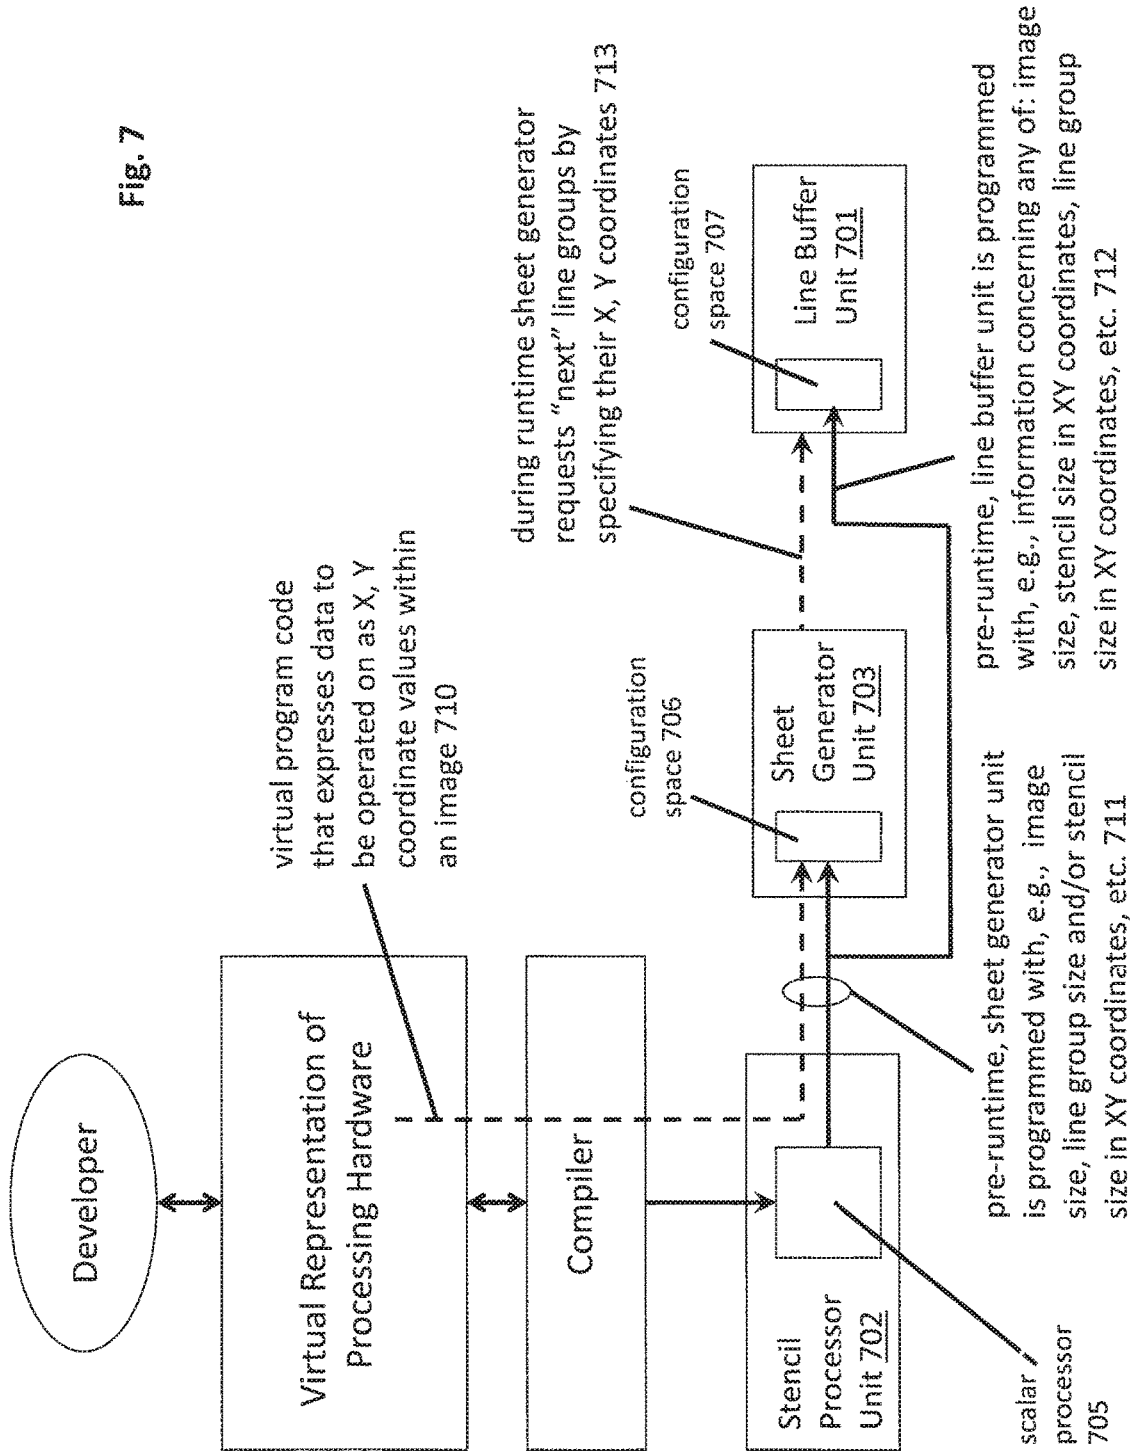 Fig. 7
Developer
Virtual Representation of
Processing Hardware
Compiler
virtual program code
that expresses data to
be operated on as X, Y
coordinate values within
an image 710
during runtime sheet generator
requests “next” line groups by
specifying their X, Y coordinates 713
Stencil
Processor
Unit 702
scalar
processor
705
configuration
space 706
Sheet
Generator
Unit 703
configuration
space 707
Line Buffer
Unit 701
pre-runtime, sheet generator unit
is programmed with, e.g., image
size, line group size and/or stencil
size in XY coordinates, etc. 711
pre-runtime, line buffer unit is programmed
with, e.g., information concerning any of: image
size, stencil size in XY coordinates, line group
size in XY coordinates, etc. 712